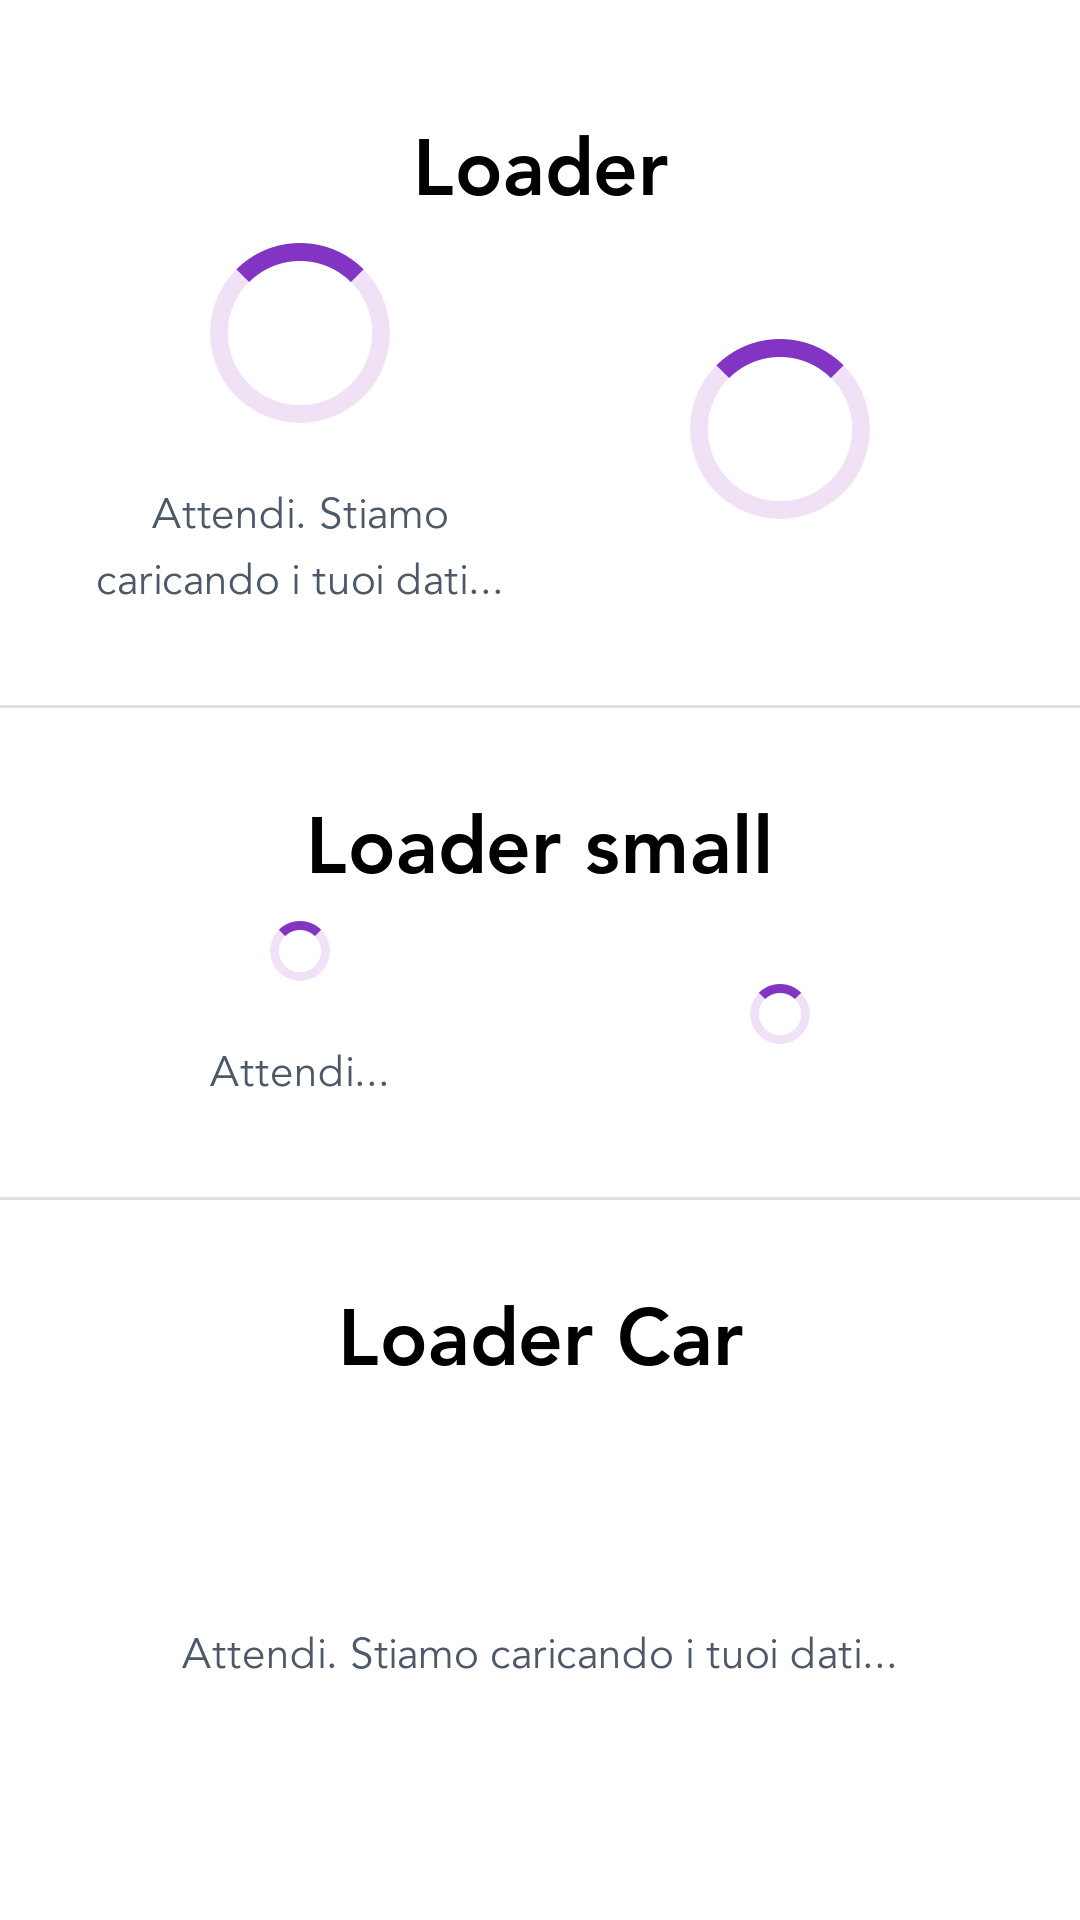 Loader
Attendi. Stiamo
caricando i tuoi dati...
Loader small
Attendi...
Loader Car
Attendi. Stiamo caricando i tuoi dati...